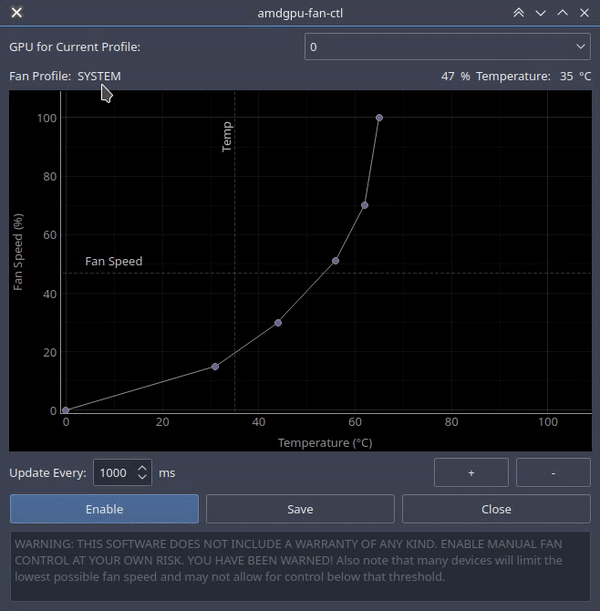 amdgpu-fan-ctl
GPU for Current Profile:
0
Fan Profile: SYSTEM
47 % Temperature: 35 °C
100
80
60
40
20
0
Fan Speed (%)
Temp
Fan Speed
0
20
40
60
80
100
Temperature (°C)
Update Every: 1000 ms
+
-
Enable
Save
Close
WARNING: THIS SOFTWARE DOES NOT INCLUDE A WARRANTY OF ANY KIND. ENABLE MANUAL FAN
CONTROL AT YOUR OWN RISK. YOU HAVE BEEN WARNED! Also note that many devices will limit the
lowest possible fan speed and may not allow for control below that threshold.